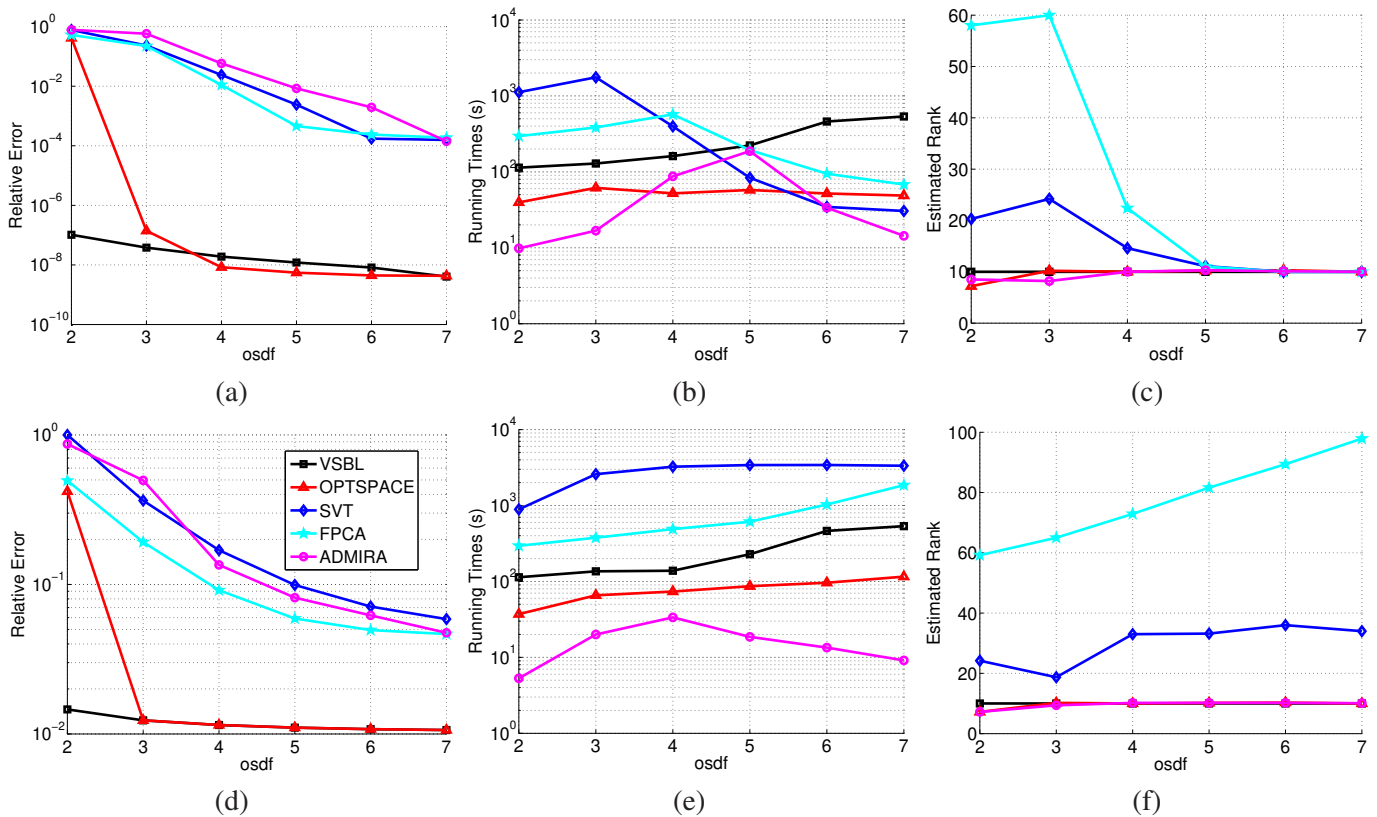 10^0
10^-2
10^-4
10^-6
10^-8
10^-10
Relative Error
2 3 4 5 6 7
osdf
(a)
10^4
10^3
10^2
10^1
10^0
Running Times (s)
2 3 4 5 6 7
osdf
(b)
60
50
40
30
20
10
0
Estimated Rank
2 3 4 5 6 7
osdf
(c)
10^0
10^-1
10^-2
Relative Error
VSBL
OPTSPACE
SVT
FPCA
ADMIRA
2 3 4 5 6 7
osdf
(d)
10^4
10^3
10^2
10^1
10^0
Running Times (s)
2 3 4 5 6 7
osdf
(e)
100
80
60
40
20
0
Estimated Rank
2 3 4 5 6 7
osdf
(f)